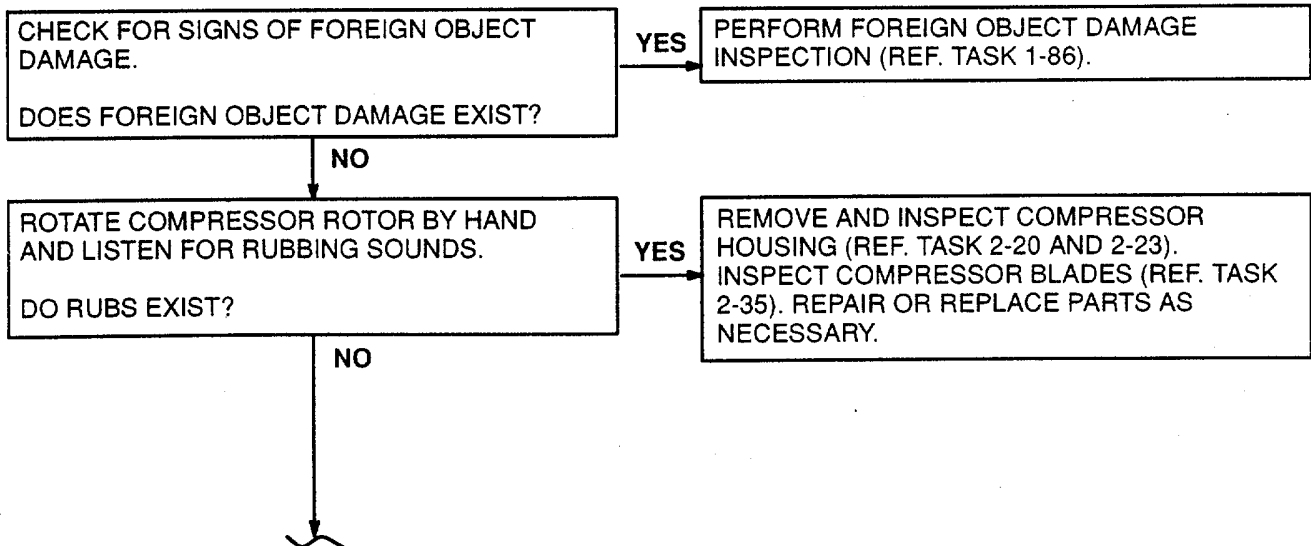 CHECK FOR SIGNS OF FOREIGN OBJECT
DAMAGE.
DOES FOREIGN OBJECT DAMAGE EXIST?
YES
PERFORM FOREIGN OBJECT DAMAGE
INSPECTION (REF. TASK 1-86).
NO
ROTATE COMPRESSOR ROTOR BY HAND
AND LISTEN FOR RUBBING SOUNDS.
DO RUBS EXIST?
YES
REMOVE AND INSPECT COMPRESSOR
HOUSING (REF. TASK 2-20 AND 2-23).
INSPECT COMPRESSOR BLADES (REF. TASK
2-35). REPAIR OR REPLACE PARTS AS
NECESSARY.
NO